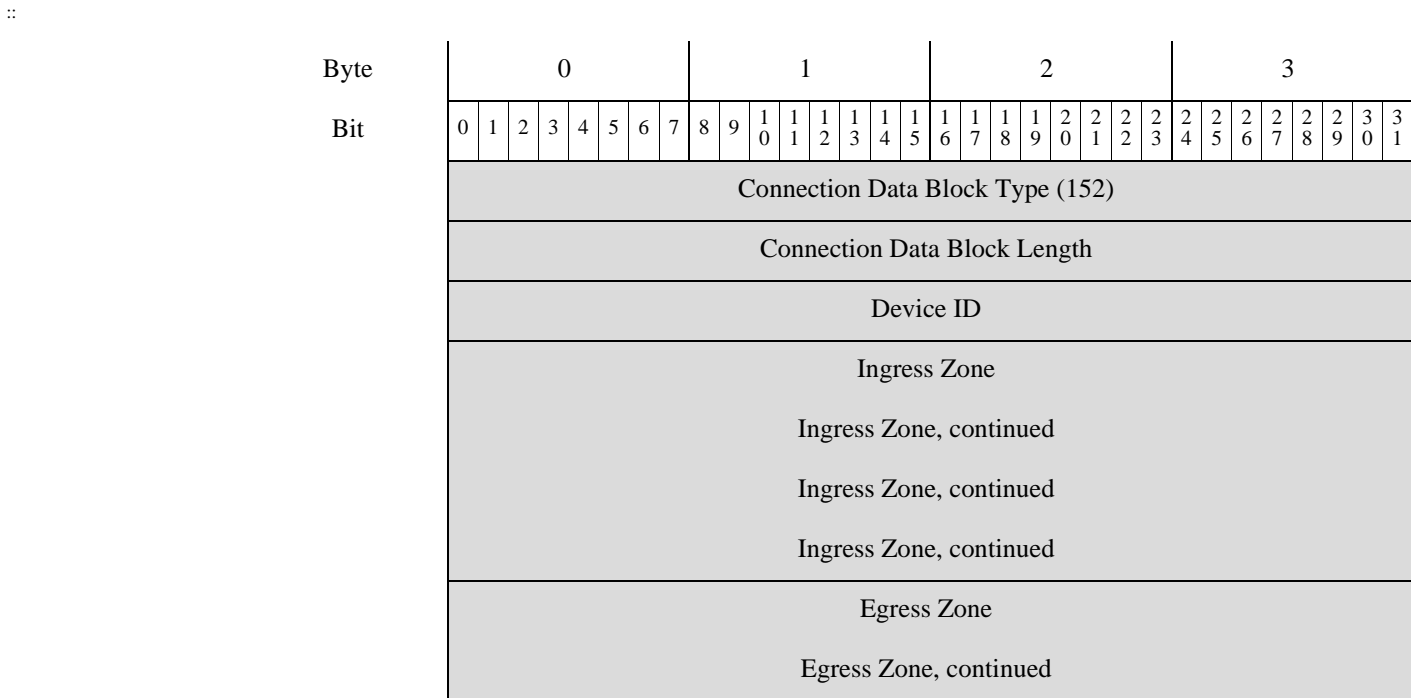 ::
Byte 0 1 2 3
Bit 0 1 2 3 4 5 6 7 8 9 10 11 12 13 14 15 16 17 18 19 20 21 22 23 24 25 26 27 28 29 30 31
Connection Data Block Type (152)
Connection Data Block Length
Device ID
Ingress Zone
Ingress Zone, continued
Ingress Zone, continued
Ingress Zone, continued
Egress Zone
Egress Zone, continued